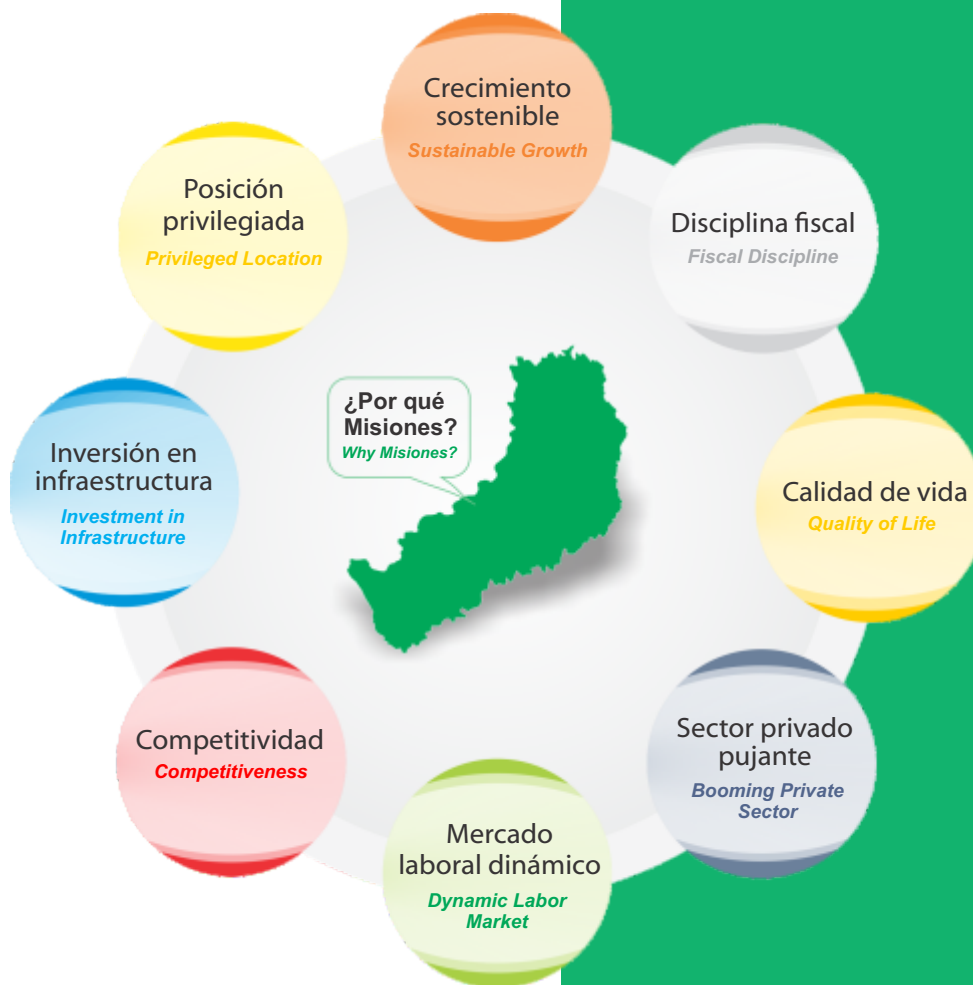 Crecimiento
sostenible
Sustainable Growth
Posición
privilegiada
Privileged Location
Disciplina fiscal
Fiscal Discipline
¿Por qué
Misiones?
Why Misiones?
Inversión en
infraestructura
Investment in
Infrastructure
Calidad de vida
Quality of Life
Competitividad
Competitiveness
Sector privado
pujante
Booming Private
Sector
Mercado
laboral dinámico
Dynamic Labor
Market